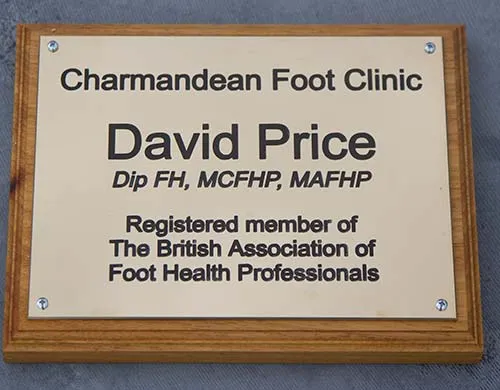 Charmandean Foot Clinic
David Price
Dip FH, MCFHP, MAFHP
Registered member of
The British Association of
Foot Health Professionals